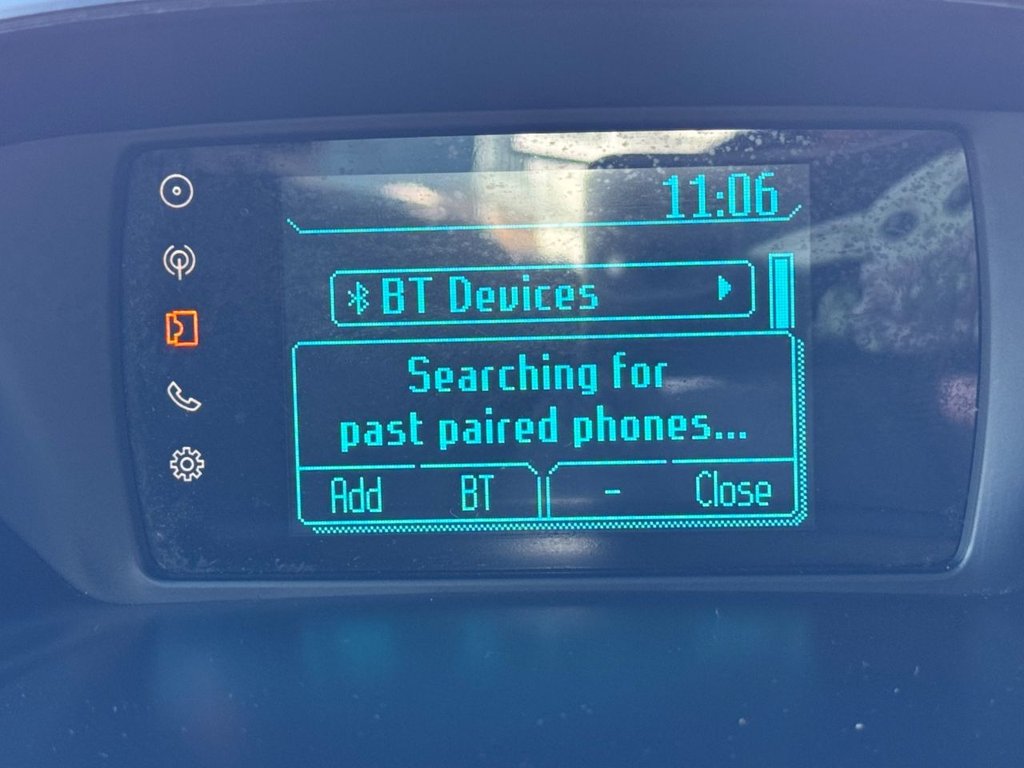 11:06
BT Devices
Searching for
past paired phones...
Add BT - Close